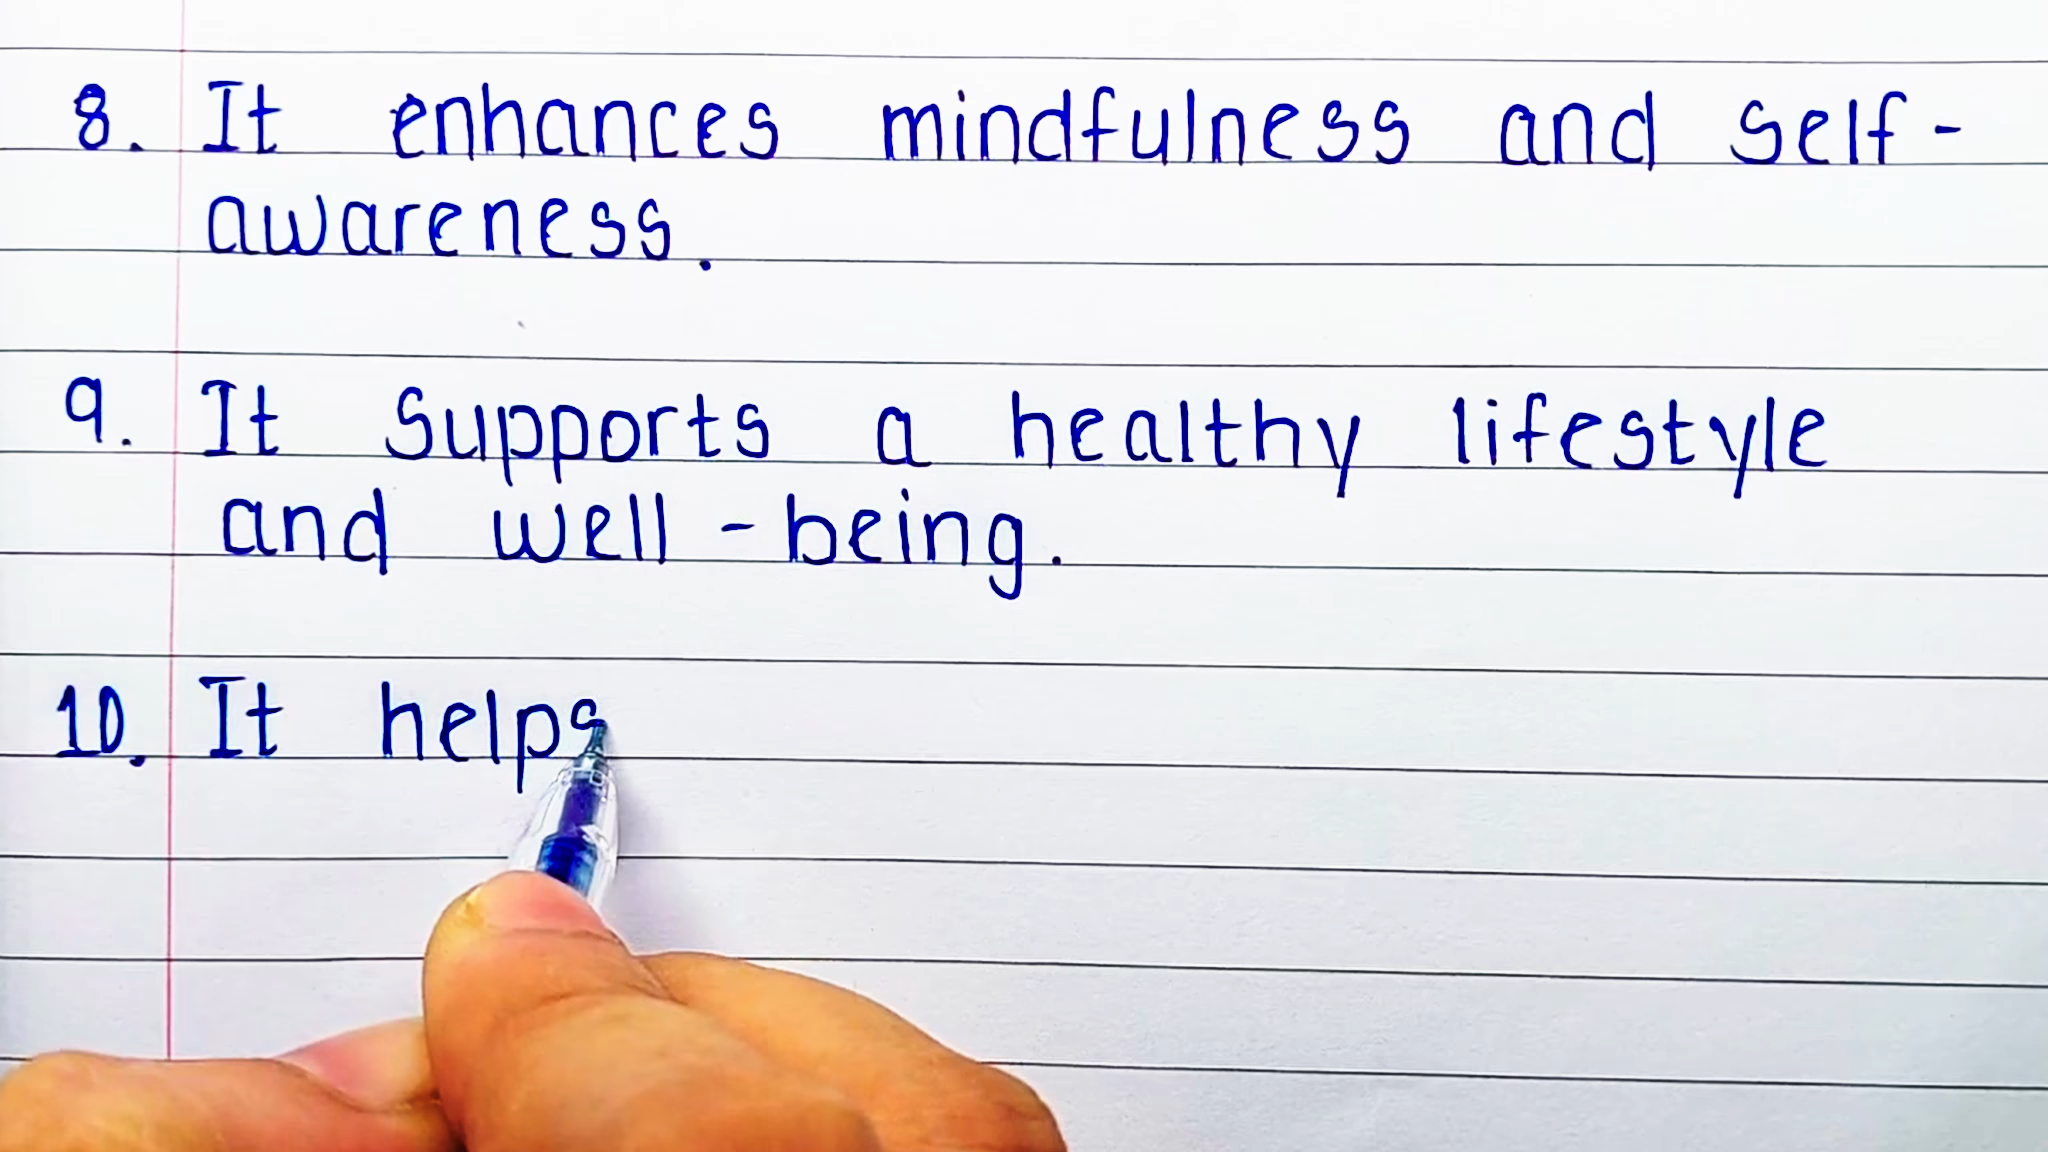 8. It enhances mindfulness and self-
awareness.
9. It Supports a healthy lifestyle
and well-being.
10. It helps